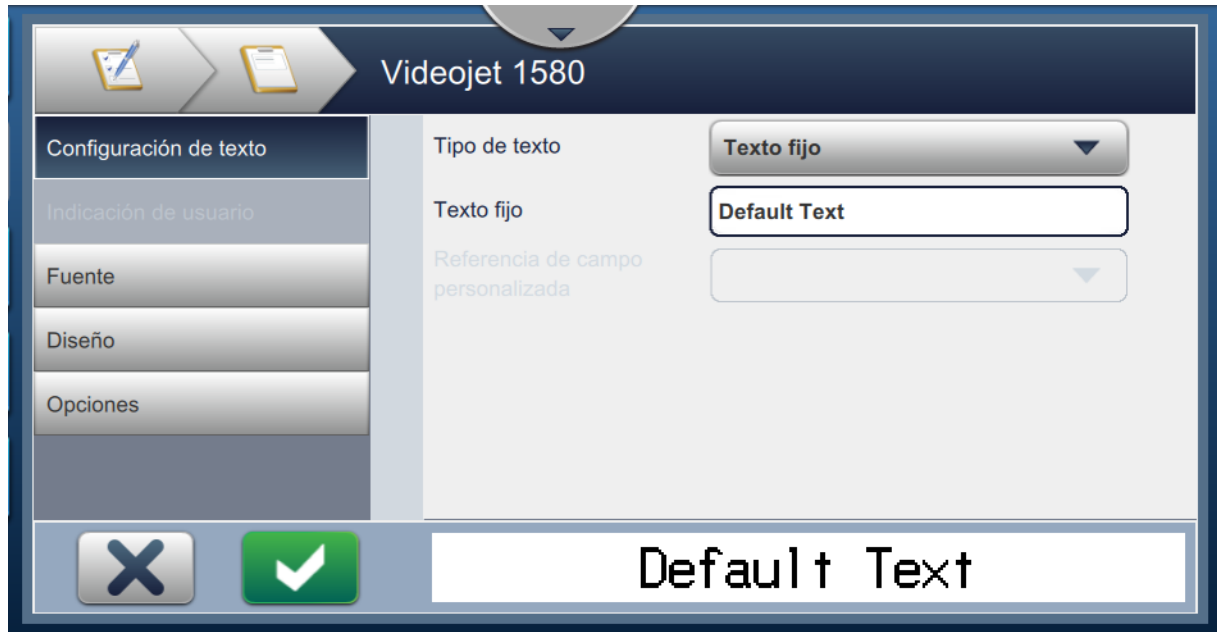 Videojet 1580
Configuración de texto
Indicación de usuario
Fuente
Diseño
Opciones
Tipo de texto
Texto fijo
Texto fijo
Default Text
Referencia de campo
personalizada
Default Text